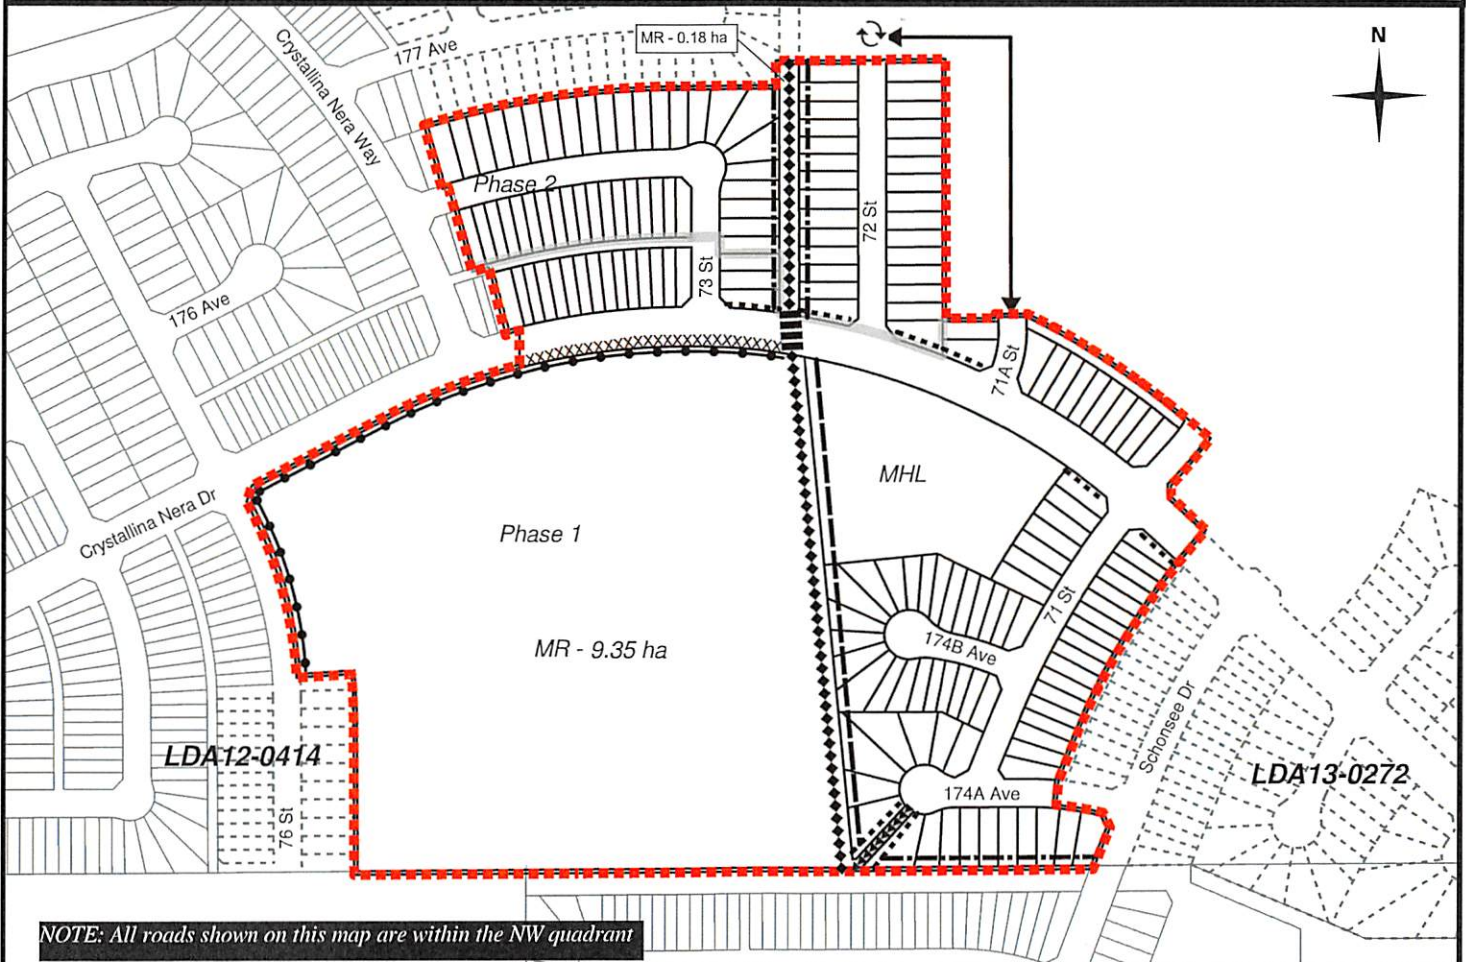 MR - 0.18 ha
N
177 Ave
Crystallina Nera Way
Phase 2
72 St
73 St
176 Ave
71A St
MHL
Crystallina Nera Dr
Phase 1
71 St
174B Ave
MR - 9.35 ha
Schonsee Dr
LDA12-0414
LDA13-0272
174A Ave
76 St
NOTE: All roads shown on this map are within the NW quadrant